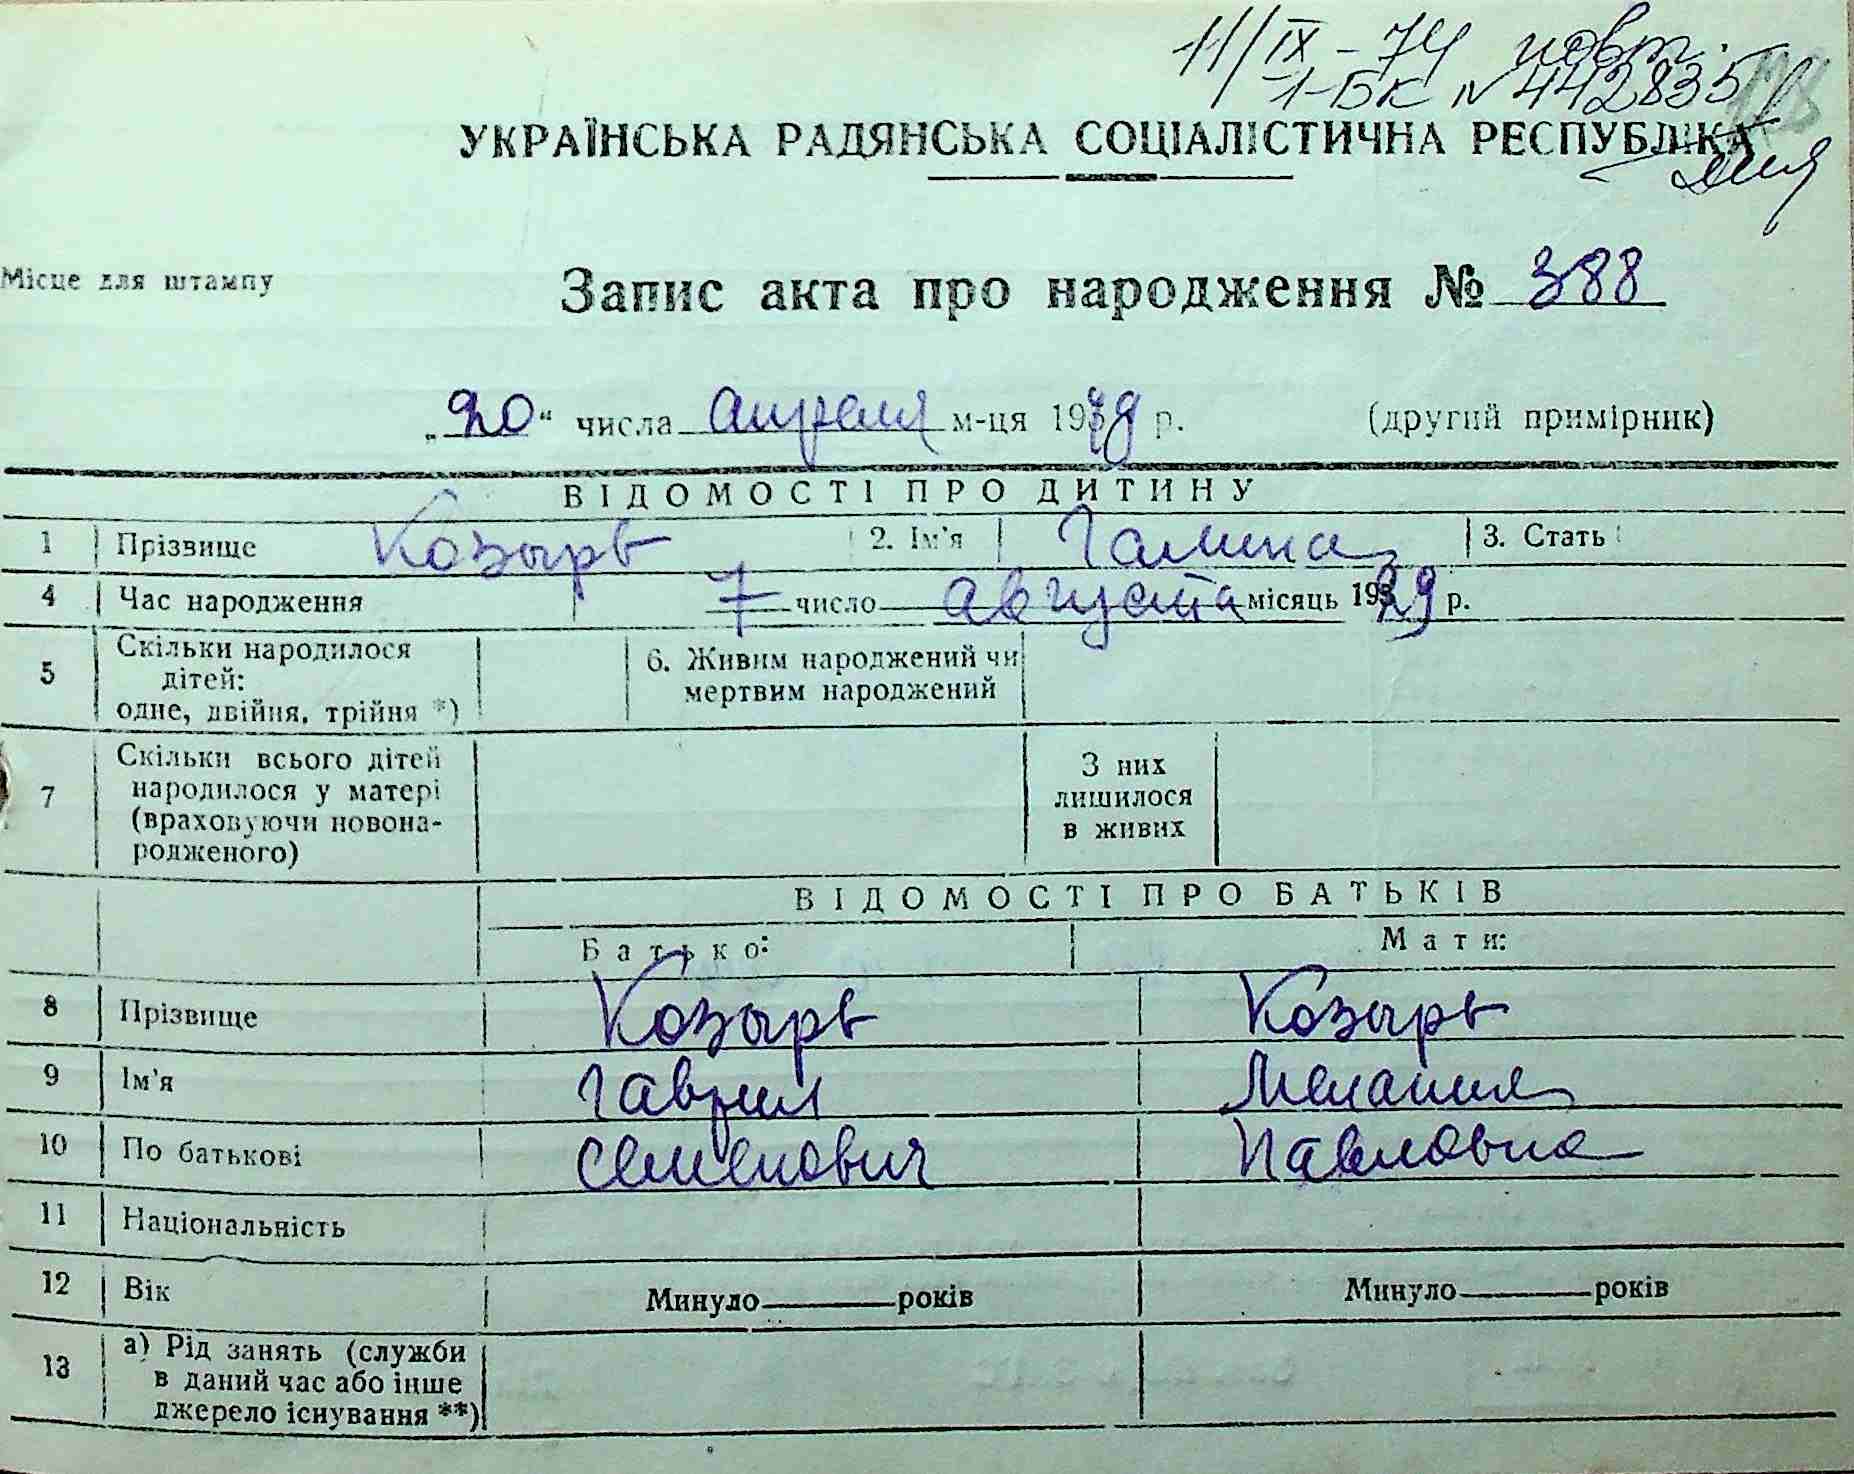 11/IX-74 повт.
1-БК № 442835
УКРАЇНСЬКА РАДЯНСЬКА СОЦІАЛІСТИЧНА РЕСПУБЛІКА
Місце для штампу
Запис акта про народження № 388
„20" числа апреля м-ця 19 р. (другий примірник)
ВІДОМОСТІ ПРО ДИТИНУ
1 Прізвище Козырь 2. Ім'я Галина 3. Стать
4 Час народження 7 число августа місяць 1929 р.
5 Скільки народилося дітей: одне, двійня, трійня *) 6. Живим народжений чи мертвим народжений
7 Скільки всього дітей народилося у матері (враховуючи новонародженого) З них лишилося в живих
ВІДОМОСТІ ПРО БАТЬКІВ
Батько: Мати:
8 Прізвище Козырь Козырь
9 Ім'я Гаврил Мелания
10 По батькові Семенович Павловна
11 Національність
12 Вік Минуло років Минуло років
13 а) Рід занять (служби в даний час або інше джерело існування **)